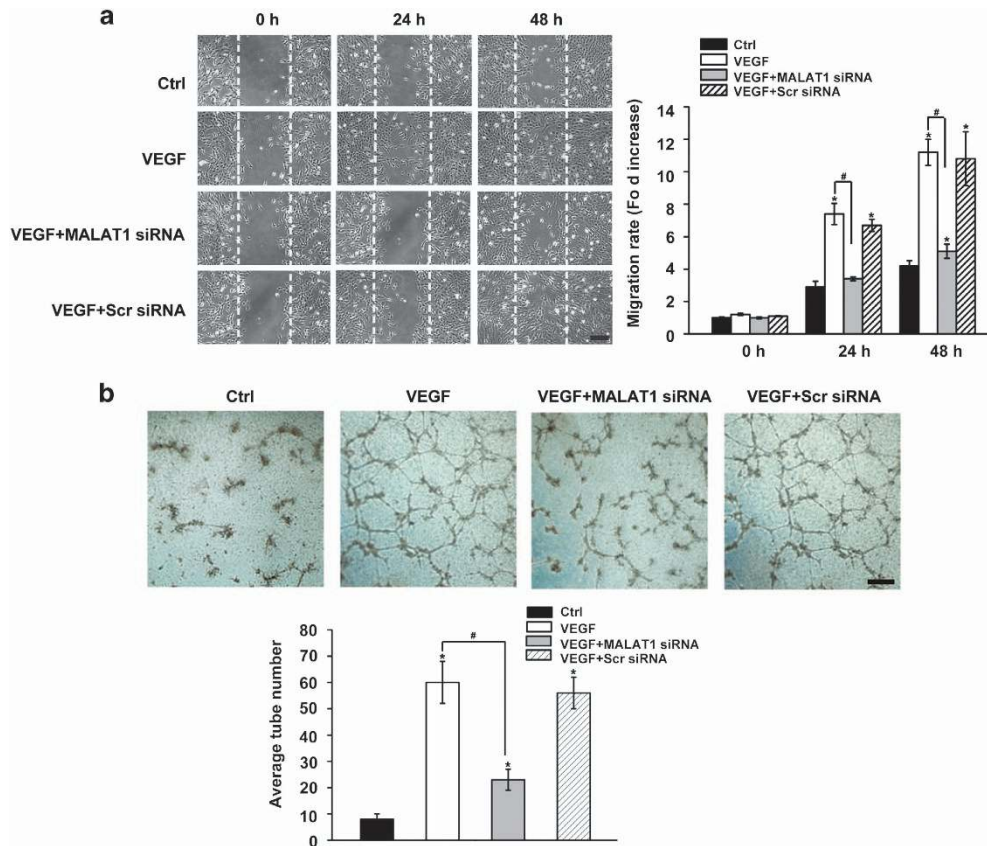 a
0 h 24 h 48 h
Ctrl
VEGF
VEGF+MALAT1 siRNA
VEGF+Scr siRNA
Ctrl
VEGF
VEGF+MALAT1 siRNA
VEGF+Scr siRNA
Migration rate (Fo d increase)
14
12
10
8
6
4
2
0
* # * * # * *
0 h 24 h 48 h
b
Ctrl VEGF VEGF+MALAT1 siRNA VEGF+Scr siRNA
Ctrl
VEGF
VEGF+MALAT1 siRNA
VEGF+Scr siRNA
Average tube number
80
70
60
50
40
30
20
10
0
* # * *